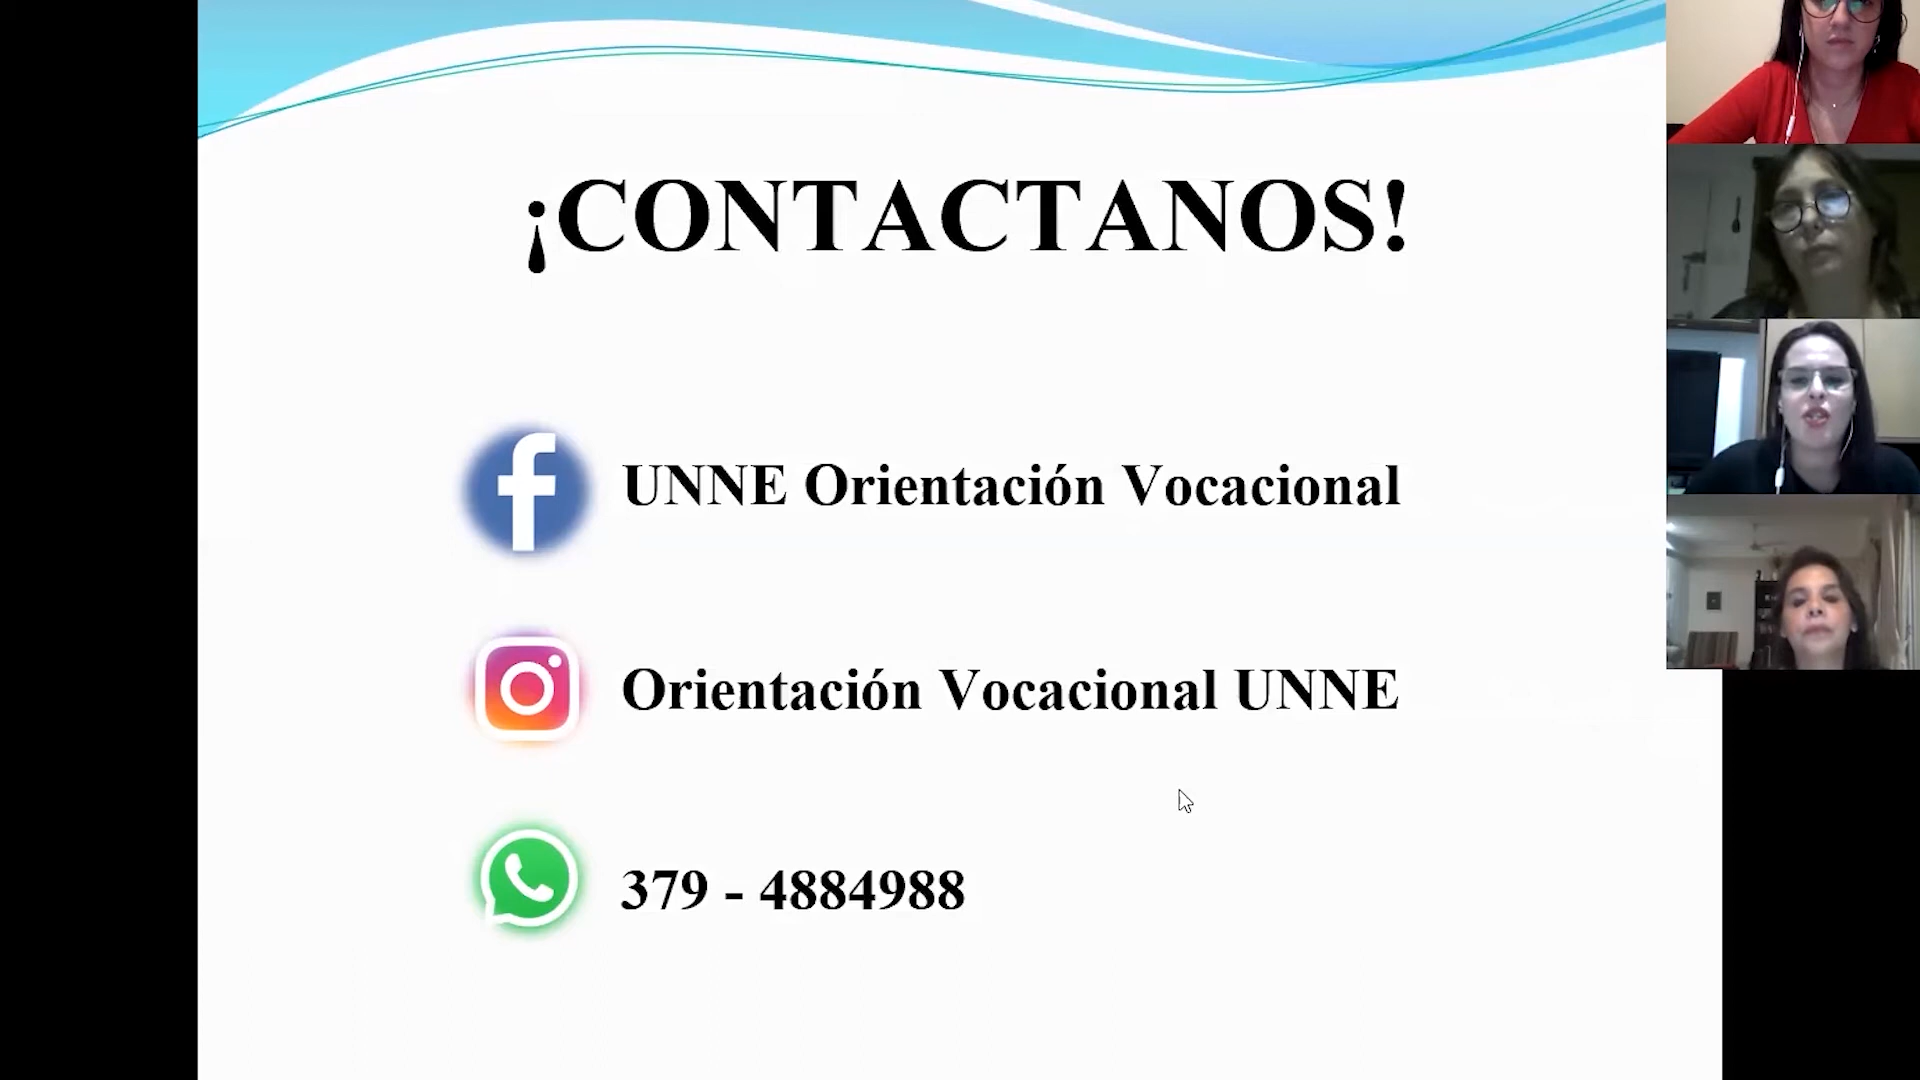 ¡CONTACTANOS!
UNNE Orientación Vocacional
Orientación Vocacional UNNE
379 - 4884988